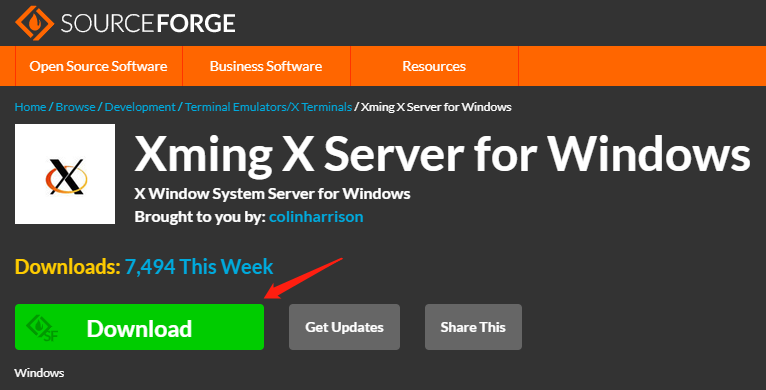 SOURCEFORGE
Open Source Software Business Software Resources
Home / Browse / Development / Terminal Emulators/X Terminals / Xming X Server for Windows
Xming X Server for Windows
X Window System Server for Windows
Brought to you by: colinharrison
Downloads: 7,494 This Week
SF Download Get Updates Share This
Windows